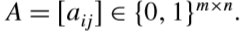 A = [a_{ij}] ∈ {0, 1}^{m×n}.